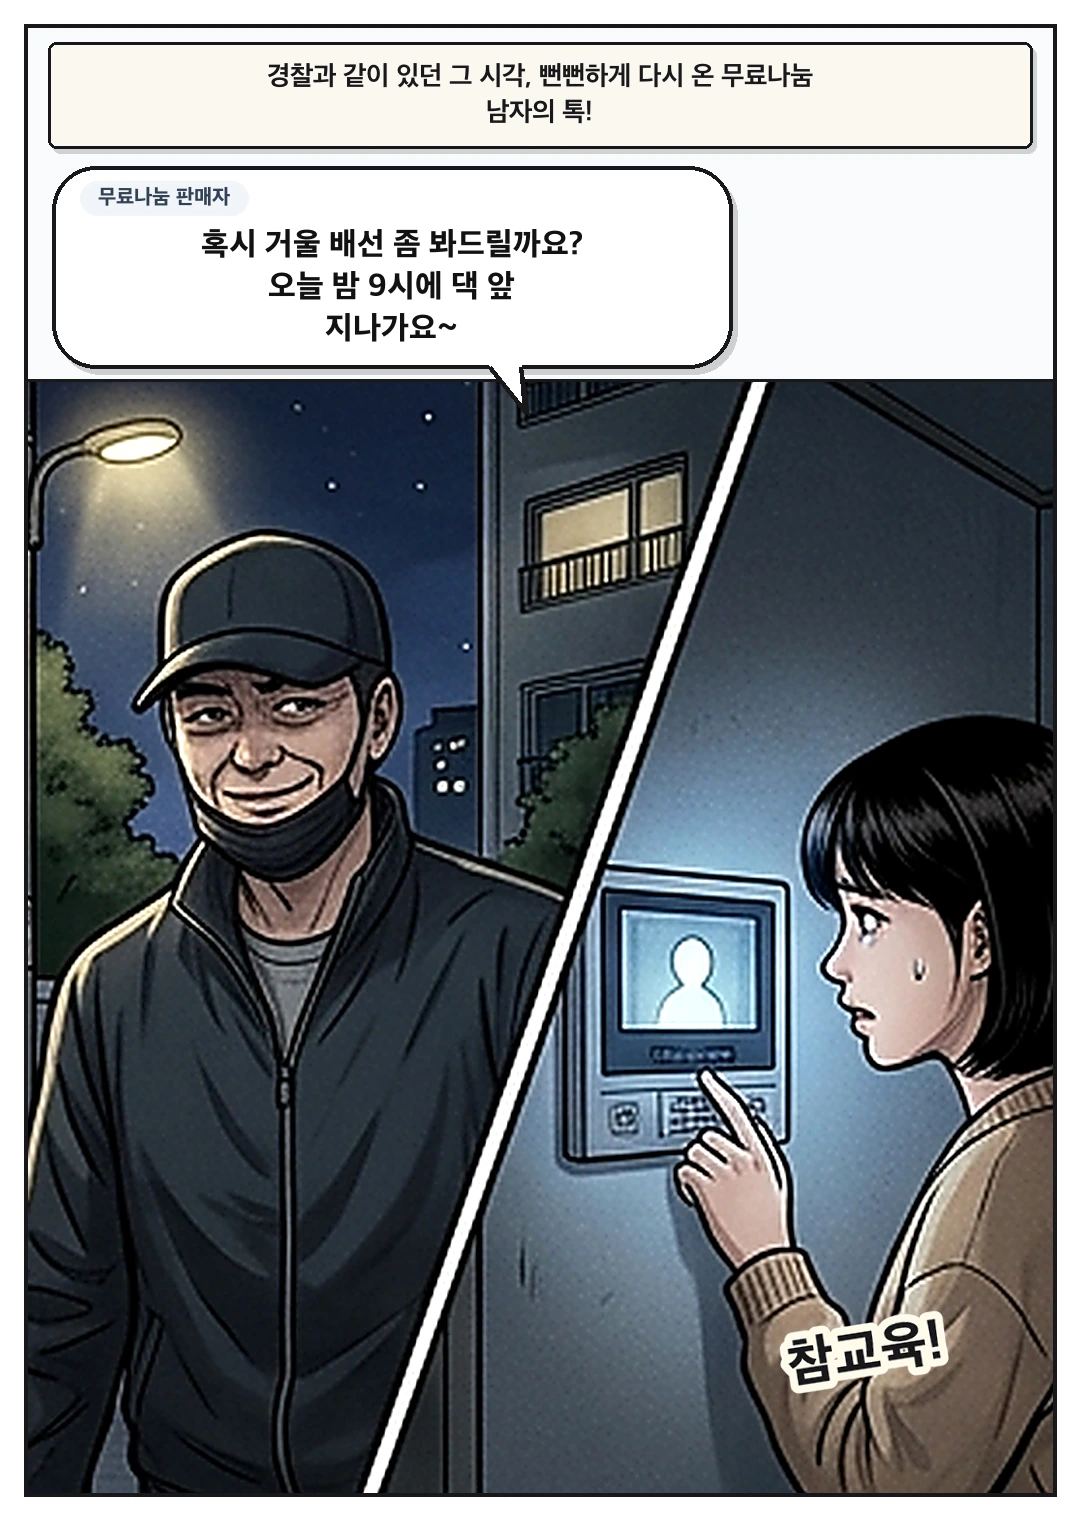 경찰과 같이 있던 그 시각, 뻔뻔하게 다시 온 무료나눔
남자의 톡!
무료나눔 판매자
혹시 거울 배선 좀 봐드릴까요?
오늘 밤 9시에 댁 앞
지나가요~
참교육!